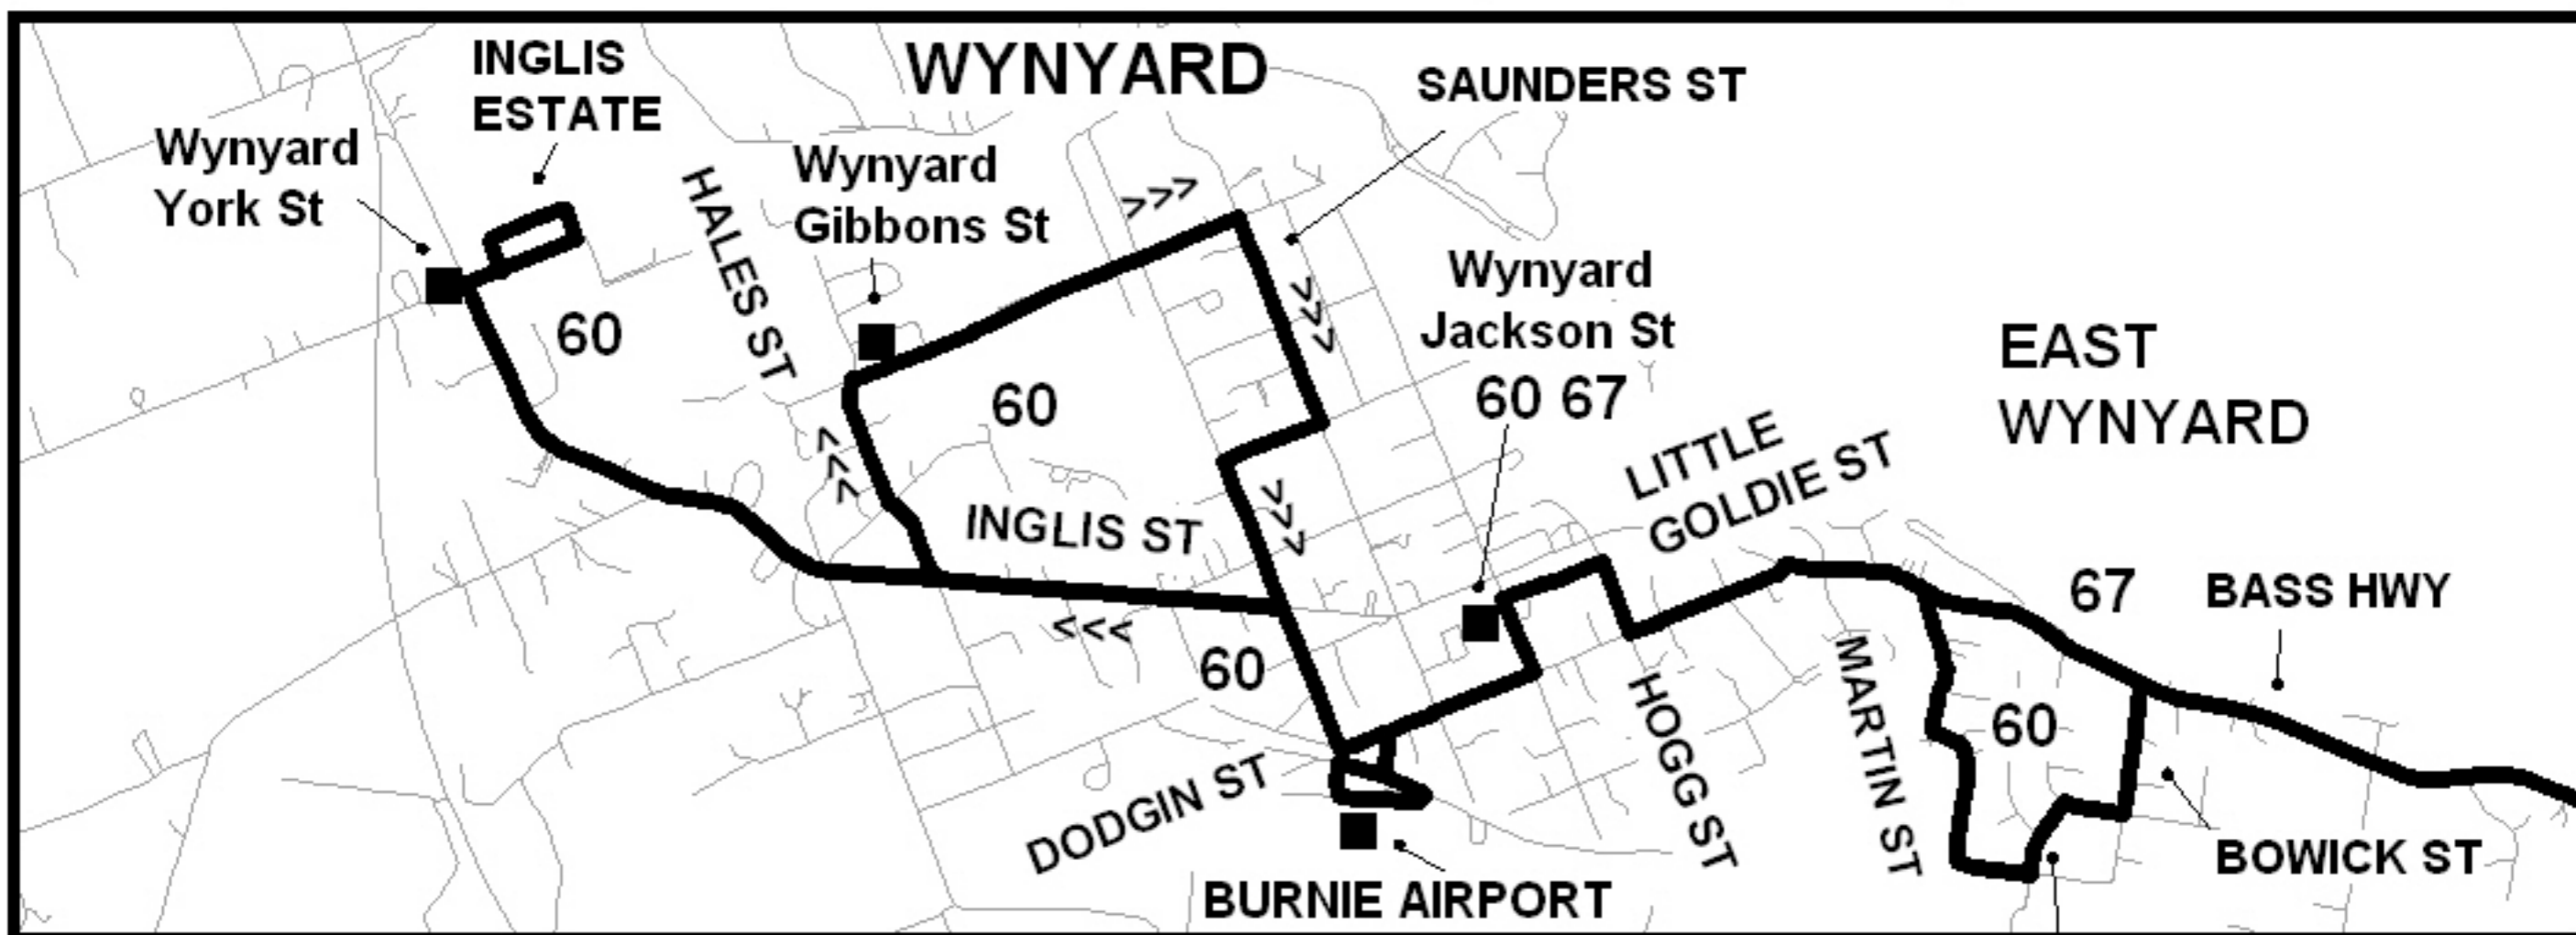 INGLIS
ESTATE
WYNYARD
SAUNDERS ST
Wynyard
York St
HALES ST
Wynyard
Gibbons St
>>>
>>>
Wynyard
Jackson St
60 67
60
60
EAST
WYNYARD
LITTLE
GOLDIE ST
<<<
>>>
INGLIS ST
<<<
60
67
BASS HWY
HOGG ST
MARTIN ST
60
DODGIN ST
BURNIE AIRPORT
BOWICK ST